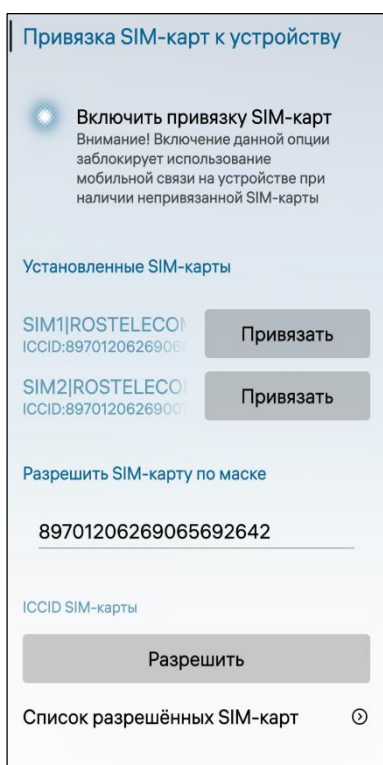 Привязка SIM-карт к устройству
Включить привязку SIM-карт
Внимание! Включение данной опции
заблокирует использование
мобильной связи на устройстве при
наличии непривязанной SIM-карты
Установленные SIM-карты
SIM1|ROSTELECO
Привязать
ICCID:8970120626906
SIM2|ROSTELECO
Привязать
ICCID:897012062690
Разрешить SIM-карту по маске
89701206269065692642
ICCID SIM-карты
Разрешить
Список разрешённых SIM-карт